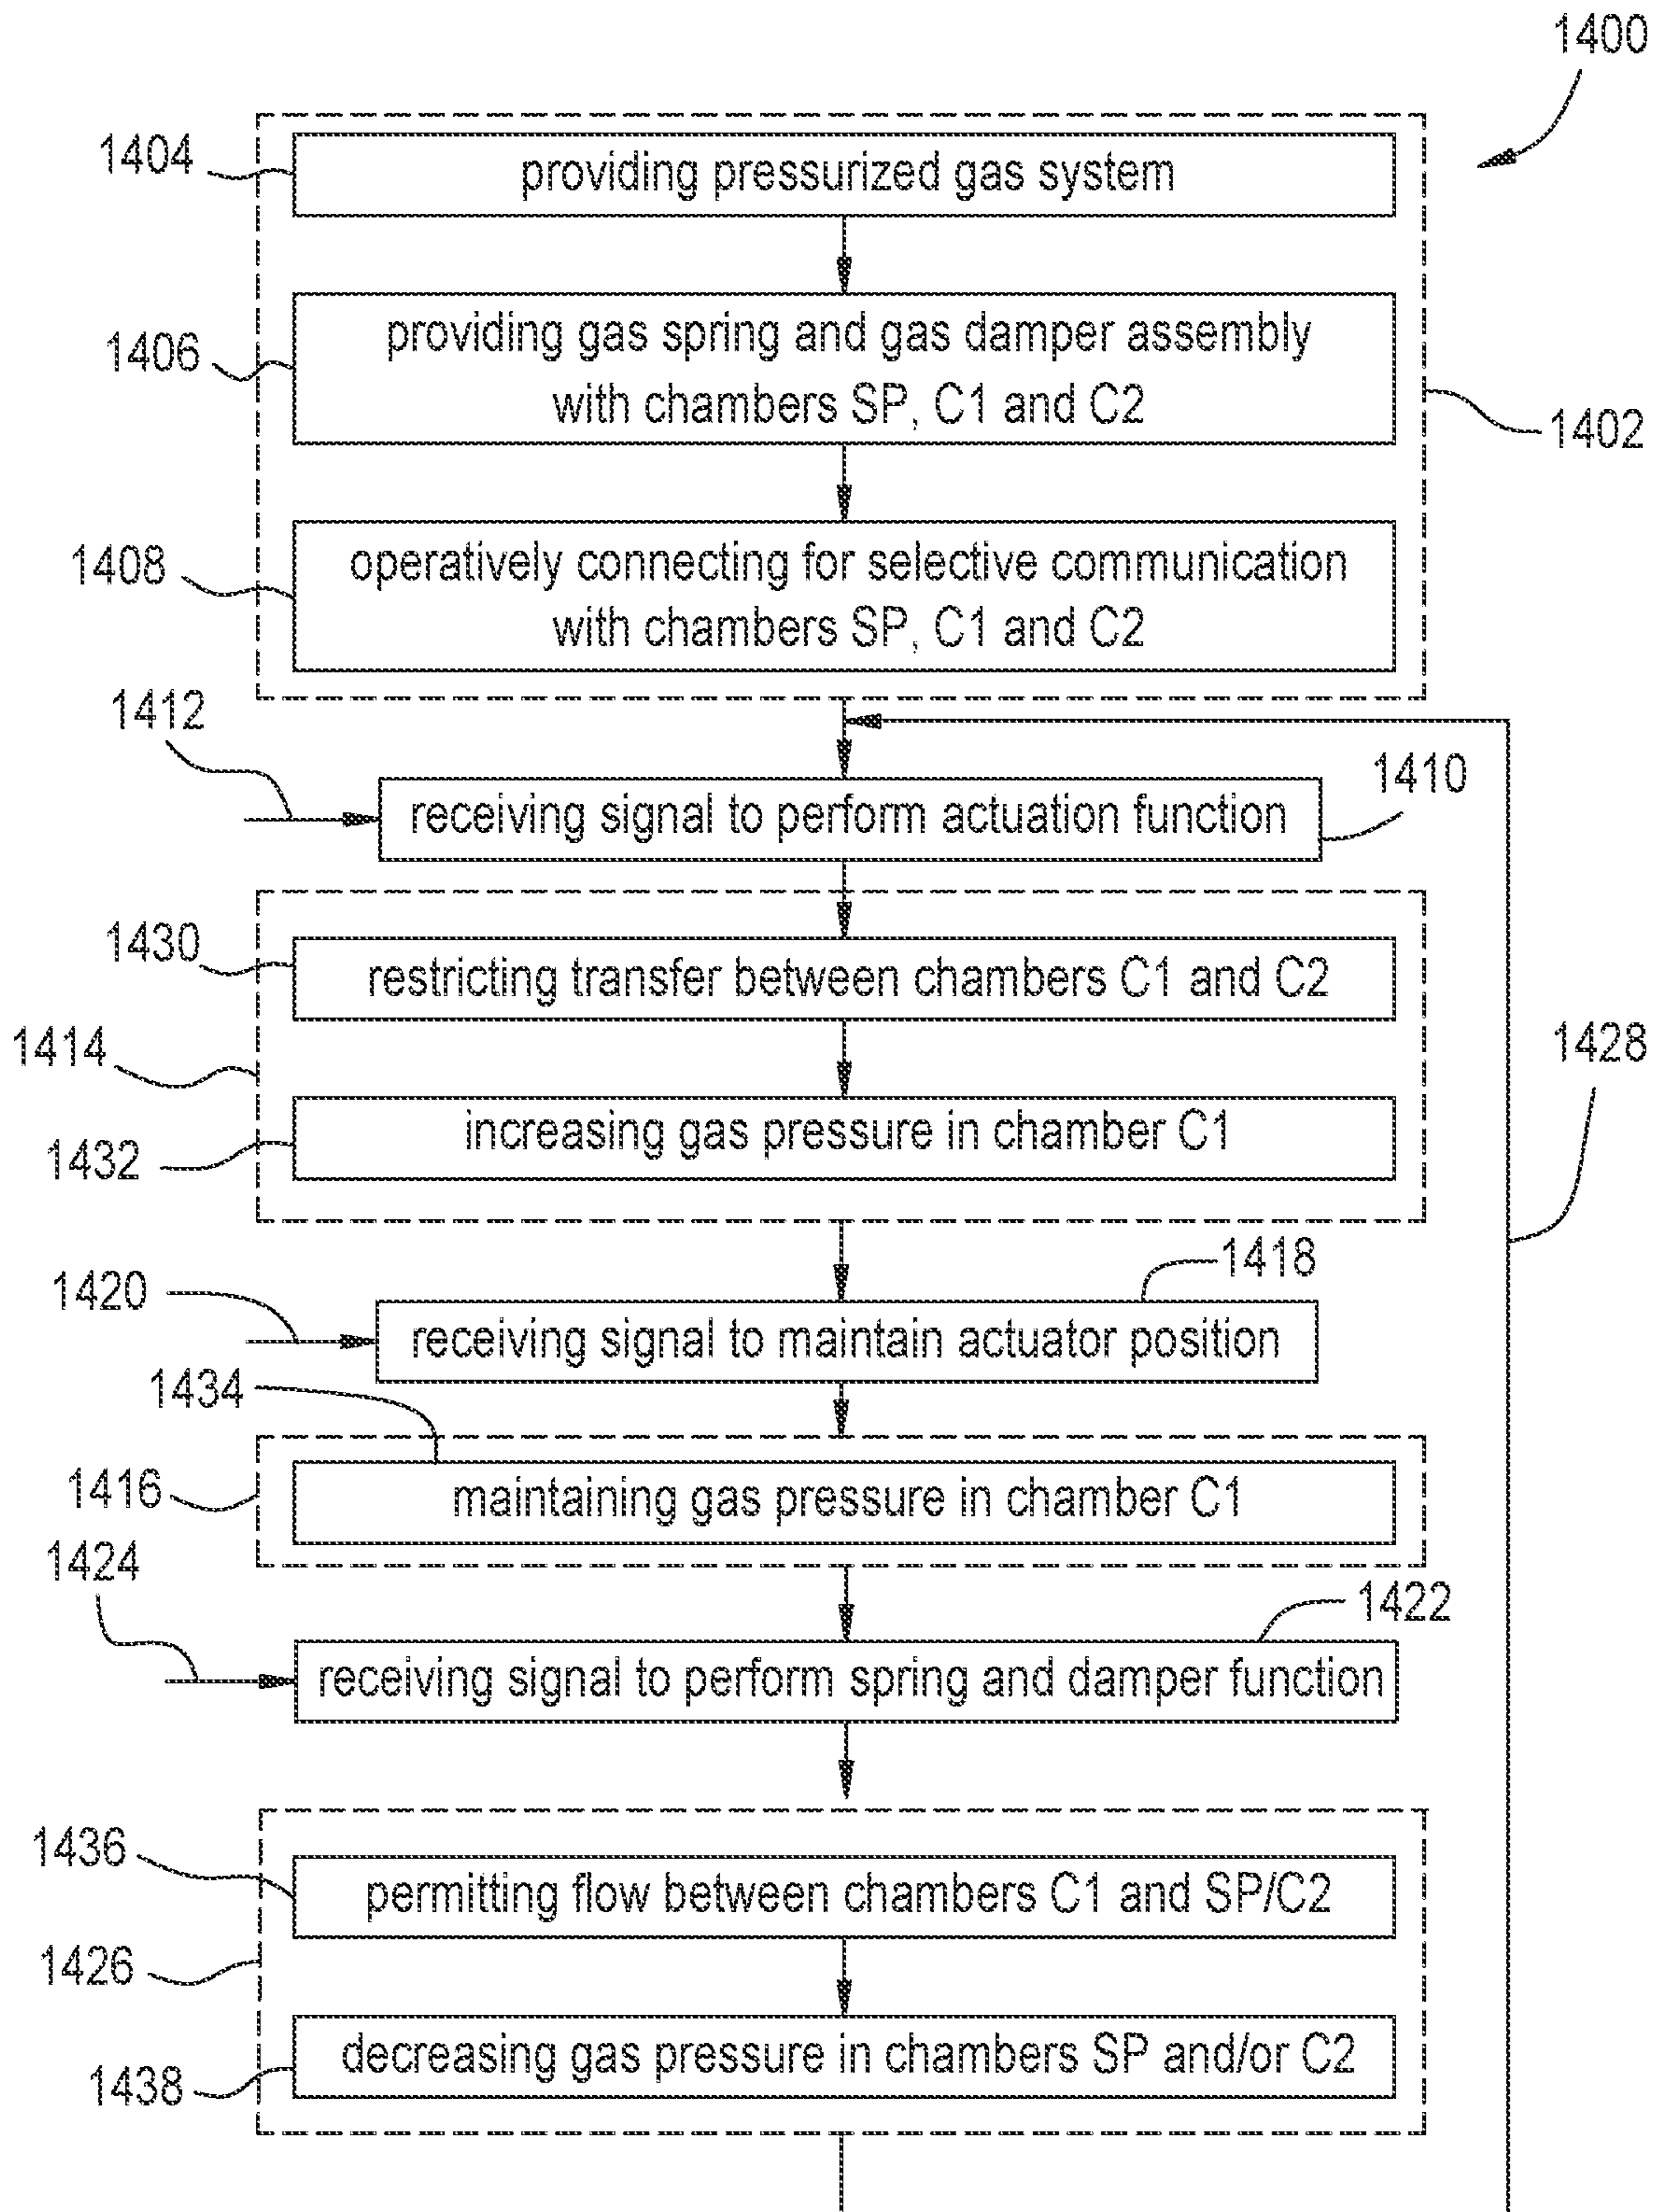 1400
1404
providing pressurized gas system
1406
providing gas spring and gas damper assembly
with chambers SP, C1 and C2
1402
1408
operatively connecting for selective communication
with chambers SP, C1 and C2
1412
1410
receiving signal to perform actuation function
1430
restricting transfer between chambers C1 and C2
1414
1428
1432
increasing gas pressure in chamber C1
1418
1420
receiving signal to maintain actuator position
1434
1416
maintaining gas pressure in chamber C1
1424
1422
receiving signal to perform spring and damper function
1436
permitting flow between chambers C1 and SP/C2
1426
1438
decreasing gas pressure in chambers SP and/or C2